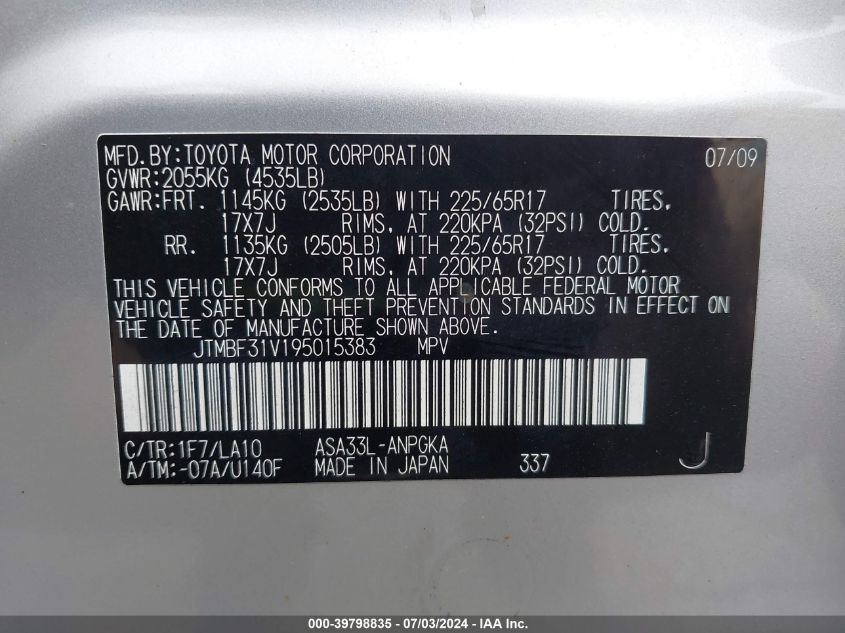 MFD.BY:TOYOTA MOTOR CORPORATION 07/09
GVWR:2055KG (4535LB)
GAWR:FRT. 1145KG (2535LB) WITH 225/65R17 TIRES,
17X7J RIMS, AT 220KPA (32PSI) COLD.
RR. 1135KG (2505LB) WITH 225/65R17 TIRES,
17X7J RIMS, AT 220KPA (32PSI) COLD.
THIS VEHICLE CONFORMS TO ALL APPLICABLE FEDERAL MOTOR
VEHICLE SAFETY AND THEFT PREVENTION STANDARDS IN EFFECT ON
THE DATE OF MANUFACTURE SHOWN ABOVE.
JTMBF31V195015383 MPV
C/TR:1F7/LA10 ASA33L-ANPGKA
A/TM:-07A/U140F MADE IN JAPAN 337 J
000-39798835 - 07/03/2024 - IAA Inc.